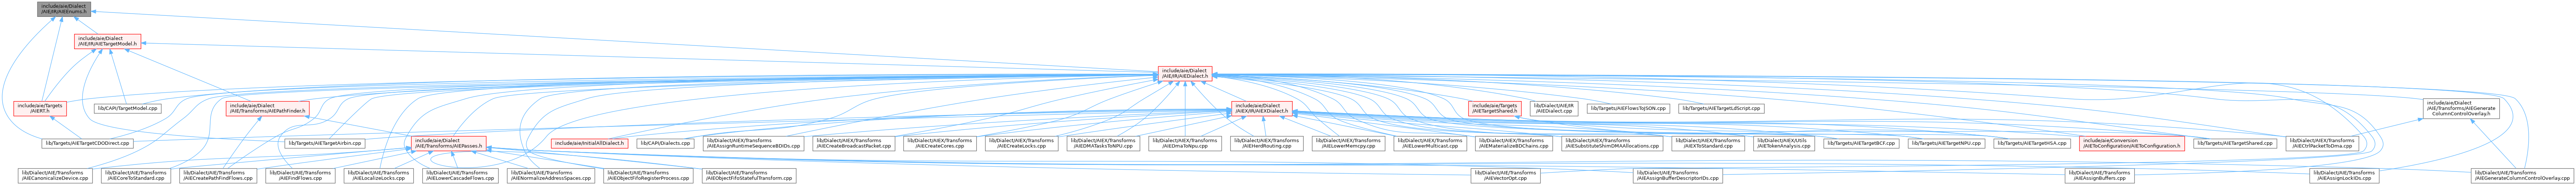 include/aie/Dialect
/AIE/IR/AIEEnums.h
include/aie/Dialect
/AIE/IR/AIETargetModel.h
include/aie/Dialect
/AIE/IR/AIEDialect.h
include/aie/Targets
/AIERT.h
lib/CAPI/TargetModel.cpp
include/aie/Dialect
/AIE/Transforms/AIEPathFinder.h
include/aie/Dialect
/AIEX/IR/AIEXDialect.h
include/aie/Targets
/AIETargetShared.h
lib/Dialect/AIE/IR
/AIEDialect.cpp
lib/Targets/AIEFlowsToJSON.cpp
lib/Targets/AIETargetLdScript.cpp
include/aie/Dialect
/AIE/Transforms/AIEGenerate
ColumnControlOverlay.h
lib/Targets/AIETargetCDODirect.cpp
lib/Targets/AIETargetAirbin.cpp
include/aie/Dialect
/AIE/Transforms/AIEPasses.h
include/aie/InitialAllDialect.h
lib/CAPI/Dialects.cpp
lib/Dialect/AIEX/Transforms
/AIEAssignRuntimeSequenceBDIDs.cpp
lib/Dialect/AIEX/Transforms
/AIECreateBroadcastPacket.cpp
lib/Dialect/AIEX/Transforms
/AIECreateCores.cpp
lib/Dialect/AIEX/Transforms
/AIECreateLocks.cpp
lib/Dialect/AIEX/Transforms
/AIEDMATasksToNPU.cpp
lib/Dialect/AIEX/Transforms
/AIEDmaToNpu.cpp
lib/Dialect/AIEX/Transforms
/AIEHerdRouting.cpp
lib/Dialect/AIEX/Transforms
/AIELowerMemcpy.cpp
lib/Dialect/AIEX/Transforms
/AIELowerMulticast.cpp
lib/Dialect/AIEX/Transforms
/AIEMaterializeBDChains.cpp
lib/Dialect/AIEX/Transforms
/AIESubstituteShimDMAAllocations.cpp
lib/Dialect/AIEX/Transforms
/AIEXToStandard.cpp
lib/Dialect/AIEX/Utils
/AIETokenAnalysis.cpp
lib/Targets/AIETargetBCF.cpp
lib/Targets/AIETargetNPU.cpp
lib/Targets/AIETargetHSA.cpp
include/aie/Conversion
/AIEToConfiguration/AIEToConfiguration.h
lib/Targets/AIETargetShared.cpp
lib/Dialect/AIEX/Transforms
/AIECtrlPacketToDma.cpp
lib/Dialect/AIE/Transforms
/AIECanonicalizeDevice.cpp
lib/Dialect/AIE/Transforms
/AIECoreToStandard.cpp
lib/Dialect/AIE/Transforms
/AIECreatePathFindFlows.cpp
lib/Dialect/AIE/Transforms
/AIEFindFlows.cpp
lib/Dialect/AIE/Transforms
/AIELocalizeLocks.cpp
lib/Dialect/AIE/Transforms
/AIELowerCascadeFlows.cpp
lib/Dialect/AIE/Transforms
/AIENormalizeAddressSpaces.cpp
lib/Dialect/AIE/Transforms
/AIEObjectFifoRegisterProcess.cpp
lib/Dialect/AIE/Transforms
/AIEObjectFifoStatefulTransform.cpp
lib/Dialect/AIE/Transforms
/AIEVectorOpt.cpp
lib/Dialect/AIE/Transforms
/AIEAssignBufferDescriptorIDs.cpp
lib/Dialect/AIE/Transforms
/AIEAssignBuffers.cpp
lib/Dialect/AIE/Transforms
/AIEAssignLockIDs.cpp
lib/Dialect/AIE/Transforms
/AIEGenerateColumnControlOverlay.cpp